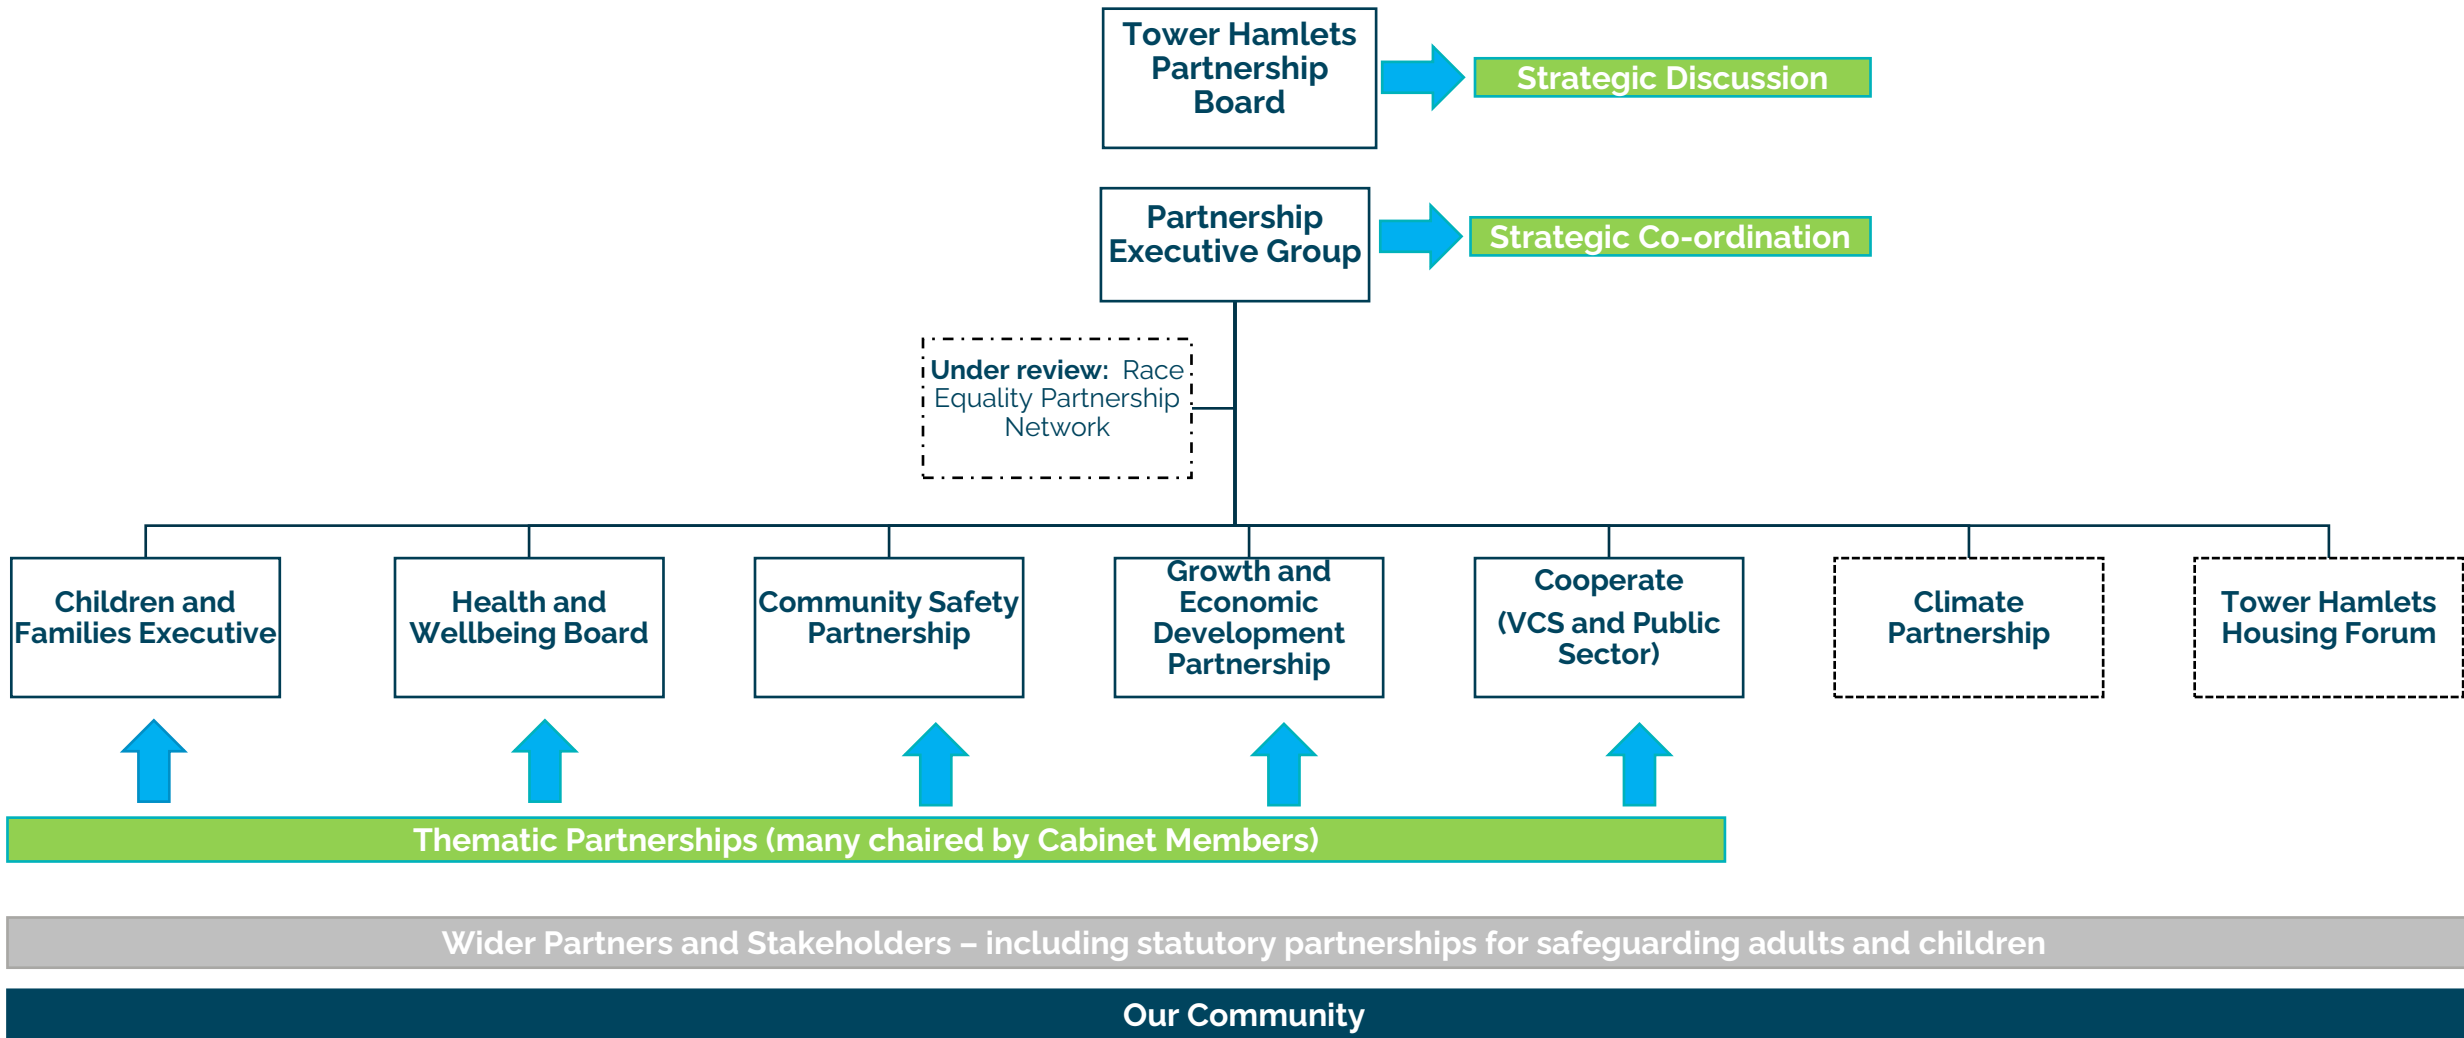 Tower Hamlets
Partnership
Board
Strategic Discussion
Partnership
Executive Group
Strategic Co-ordination
Under review: Race
Equality Partnership
Network
Children and
Families Executive
Health and
Wellbeing Board
Community Safety
Partnership
Growth and
Economic
Development
Partnership
Cooperate
(VCS and Public
Sector)
Climate
Partnership
Tower Hamlets
Housing Forum
Thematic Partnerships (many chaired by Cabinet Members)
Wider Partners and Stakeholders – including statutory partnerships for safeguarding adults and children
Our Community